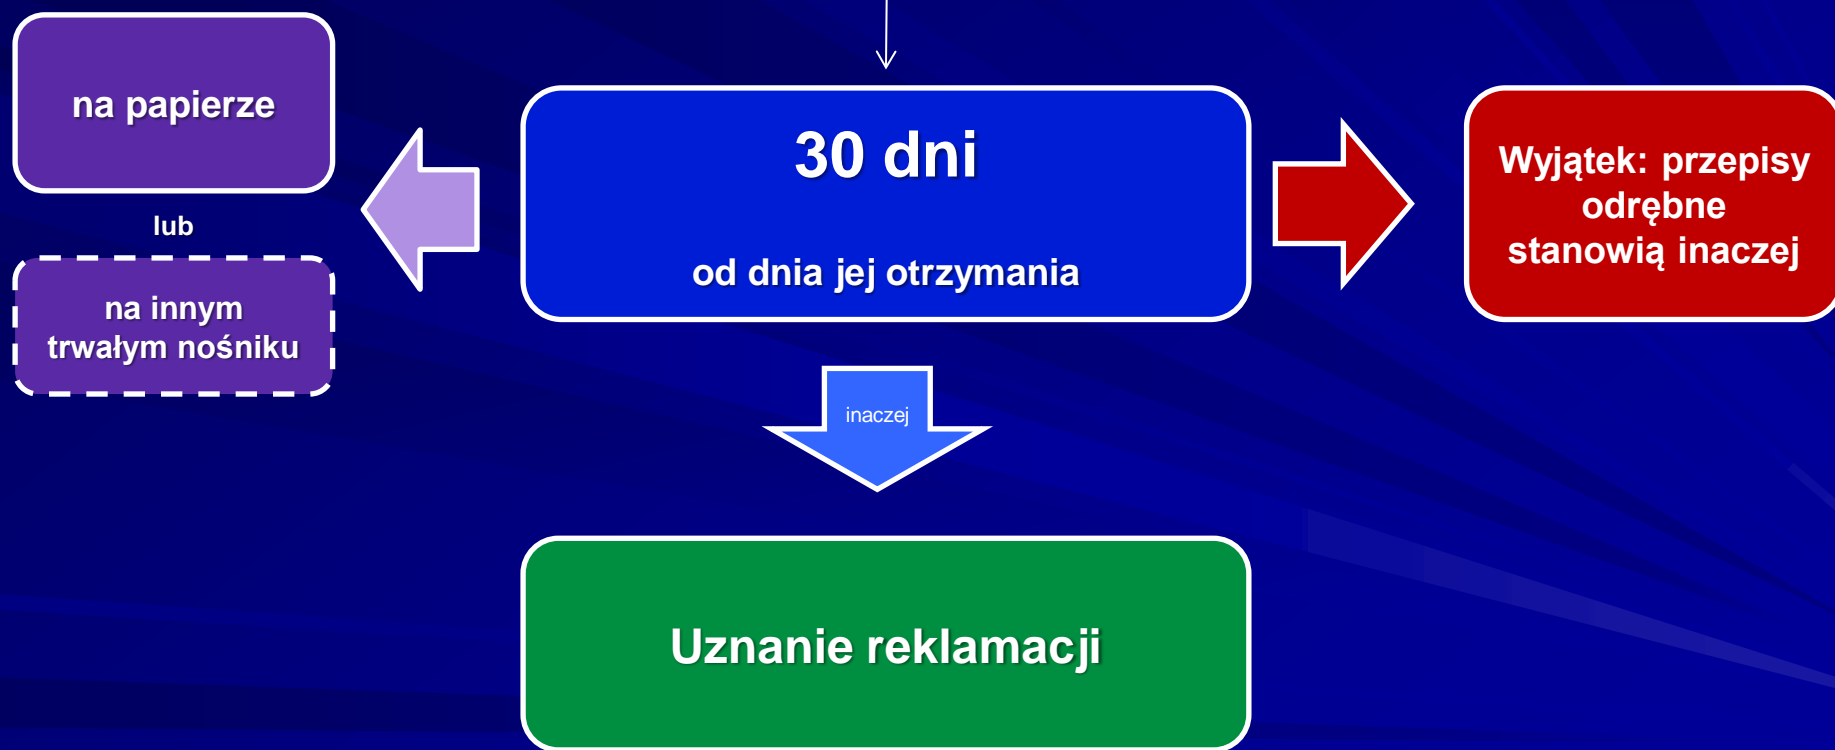 na papierze
lub
na innym
trwałym nośniku
30 dni
od dnia jej otrzymania
Wyjątek: przepisy
odrębne
stanowią inaczej
inaczej
Uznanie reklamacji